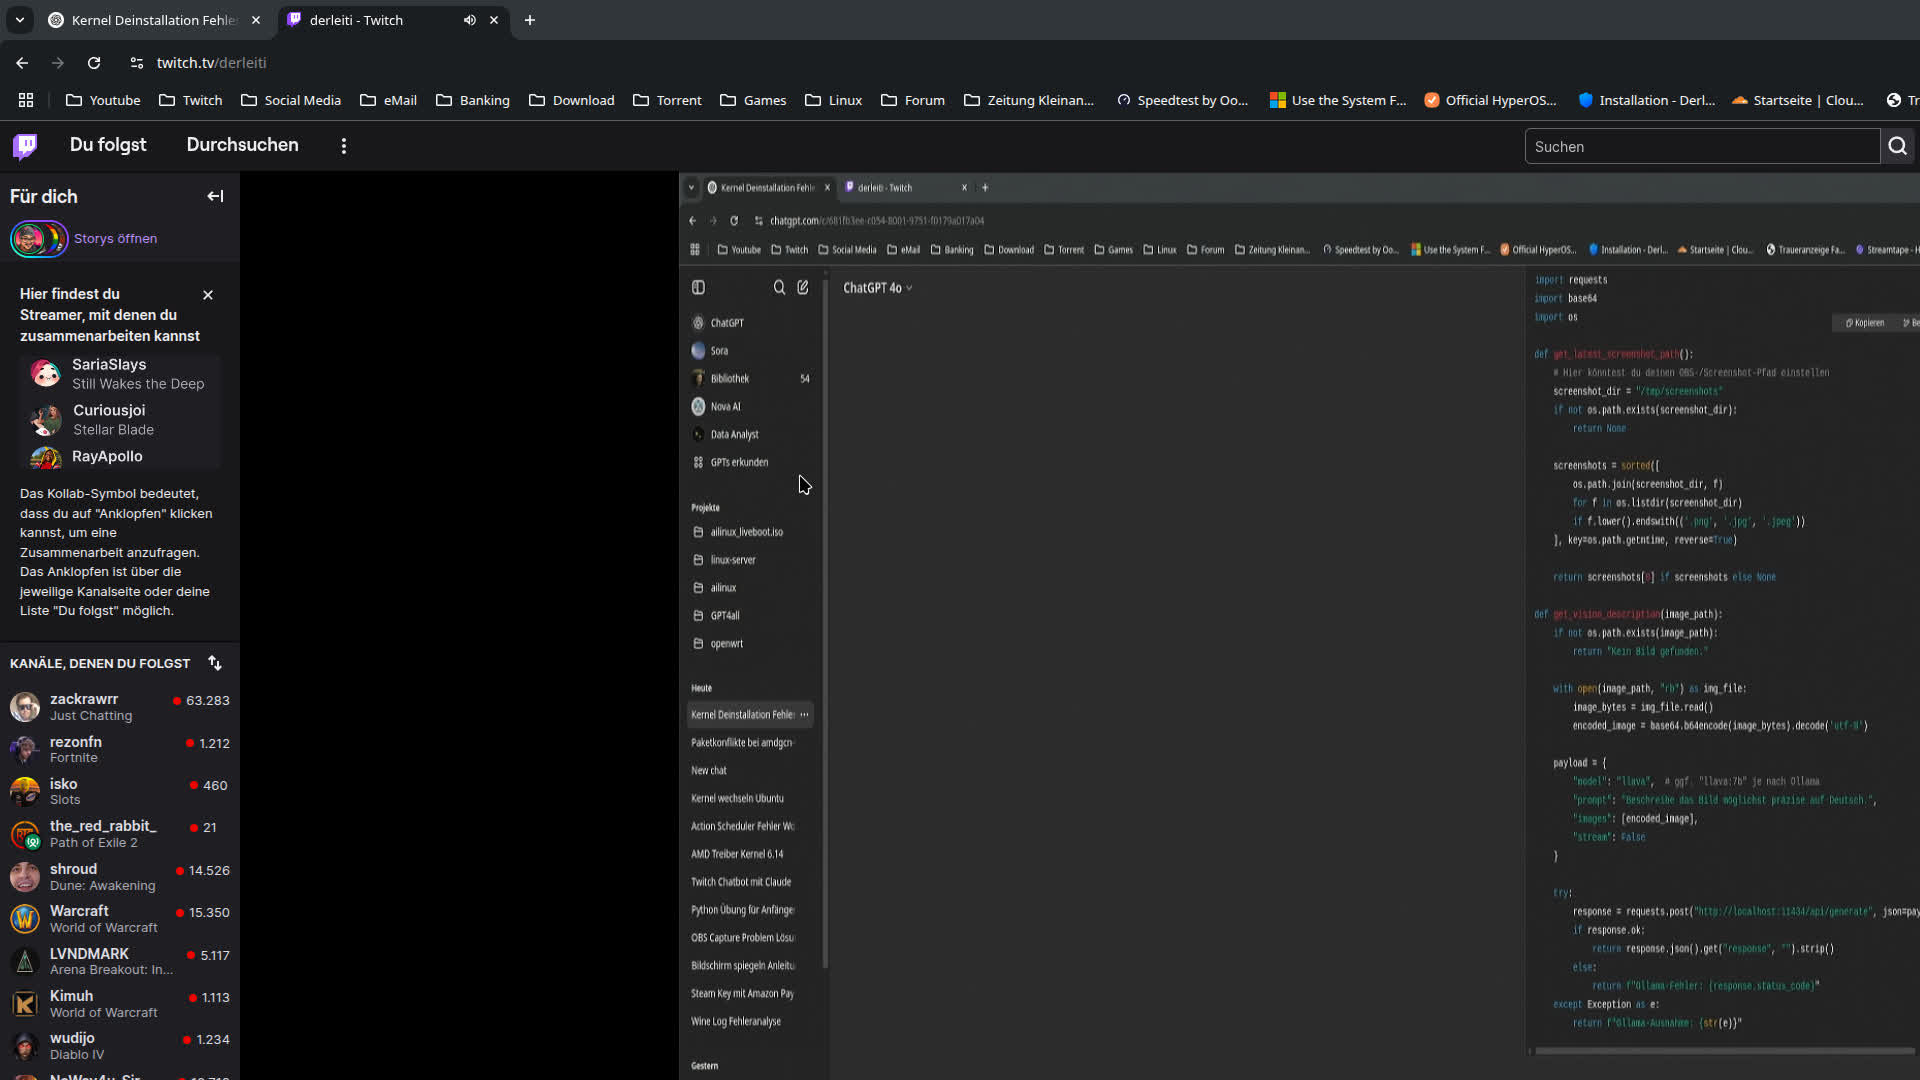 Kernel Deinstallation Fehle
derleiti - Twitch
twitch.tv/derleiti
Youtube
Twitch
Social Media
eMail
Banking
Download
Torrent
Games
Linux
Forum
Zeitung Kleinan...
Speedtest by Oo...
Use the System F...
Official HyperOS...
Installation - Derl...
Startseite | Clou...
Tr
Du folgst
Durchsuchen
Suchen
Für dich
Storys öffnen
Hier findest du
Streamer, mit denen du
zusammenarbeiten kannst
SariaSlays
Still Wakes the Deep
Curiousjoi
Stellar Blade
RayApollo
Das Kollab-Symbol bedeutet,
dass du auf "Anklopfen" klicken
kannst, um eine
Zusammenarbeit anzufragen.
Das Anklopfen ist über die
jeweilige Kanalseite oder deine
Liste "Du folgst" möglich.
KANÄLE, DENEN DU FOLGST
zackrawrr 63.283
Just Chatting
rezonfn 1.212
Fortnite
isko 460
Slots
the_red_rabbit_ 21
Path of Exile 2
shroud 14.526
Dune: Awakening
Warcraft 15.350
World of Warcraft
LVNDMARK 5.117
Arena Breakout: In...
Kimuh 1.113
World of Warcraft
wudijo 1.234
Diablo IV
Kernel Deinstallation Fehle
derleiti - Twitch
chatgpt.com/c/681fb3ee-c054-8001-9751-f0179a017a04
Youtube
Twitch
Social Media
eMail
Banking
Download
Torrent
Games
Linux
Forum
Zeitung Kleinan...
Speedtest by Oo...
Use the System F...
Official HyperOS...
Installation - Derl...
Startseite | Clou...
Traueranzeige Fa...
Streamtape - H
ChatGPT 4o
ChatGPT
Sora
Bibliothek 54
Nova AI
Data Analyst
GPTs erkunden
Projekte
ailinux_liveboot.iso
linux-server
ailinux
GPT4all
openwrt
Heute
Kernel Deinstallation Fehle ...
Paketkonflikte bei amdgcn-
New chat
Kernel wechseln Ubuntu
Action Scheduler Fehler Wo
AMD Treiber Kernel 6.14
Twitch Chatbot mit Claude
Python Übung für Anfänge
OBS Capture Problem Lösu
Bildschirm spiegeln Anleitu
Steam Key mit Amazon Pay
Wine Log Fehleranalyse
Gestern
import requests
import base64
import os
Kopieren
Be
def get_latest_screenshot_path():
# Hier könntest du deinen OBS-/Screenshot-Pfad einstellen
screenshot_dir = "/tmp/screenshots"
if not os.path.exists(screenshot_dir):
return None
screenshots = sorted([
os.path.join(screenshot_dir, f)
for f in os.listdir(screenshot_dir)
if f.lower().endswith(('.png', '.jpg', '.jpeg'))
], key=os.path.getmtime, reverse=True)
return screenshots[0] if screenshots else None
def get_vision_description(image_path):
if not os.path.exists(image_path):
return "Kein Bild gefunden."
with open(image_path, "rb") as img_file:
image_bytes = img_file.read()
encoded_image = base64.b64encode(image_bytes).decode('utf-8')
payload = {
"model": "llava", # ggf. "llava:7b" je nach Ollama
"prompt": "Beschreibe das Bild möglichst präzise auf Deutsch.",
"images": [encoded_image],
"stream": False
}
try:
response = requests.post("http://localhost:11434/api/generate", json=pay
if response.ok:
return response.json().get("response", "").strip()
else:
return f"Ollama-Fehler: {response.status_code}"
except Exception as e:
return f"Ollama-Ausnahme: {str(e)}"